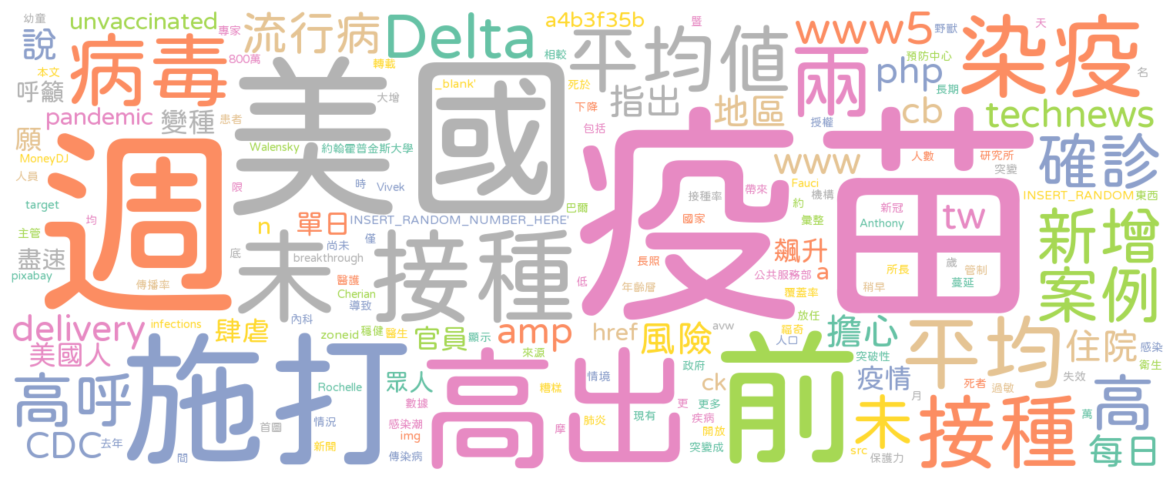 幼童
unvaccinated
專家
流行病
Delta
a4b3f35b
醫
www5
野獸
天
說
病毒
800萬
轉載
相較
平均值
兩
預防中心
php
長期
染疫
名
本文
_blank'
死於
呼籲
大增
下降
指出
地區
授權
cb
technews
pandemic
變種
患者
美國
包括
願
Walensky
約翰霍普金斯大學
疫苗
www
人數
研究所
突變
確診
MoneyDJ
人員
週
限
時
Vivek
接種率
帶來
Fauci
機構
INSERT_RANDOM
東西
target
均
n
單日
INSERT_RANDOM_NUMBER_HERE'
巴爾
國家
約
彙整
新冠
Anthony
tw
新增
主管
尚未
僅
未接種
飆升
盡速
底
breakthrough
長照
a
歲
案例
pixabay
醫護
公共服務部
所長
管制
傳播率
Cherian
導致
低
年齡層
覆蓋率
稍早
蔓延
delivery
infections
內科
放任
肆虐
zoneid
穩健
醫生
官員
顯示
amp
href
風險
avw
瑞奇
人口
擔心
平均
住院
感染
美國人
來源
政府
突破性
衛生
高呼
施打
Rochelle
眾人
高出
糟糕
情境
ck
更多
前
疫情
死者
過敏
失效
高
數據
更
月
萬
CDC
去年
首圖
情況
感染潮
摩
肺炎
現有
疾病
未
接種
每日
img
開放
間
新聞
傳染病
突變成
src
保護力